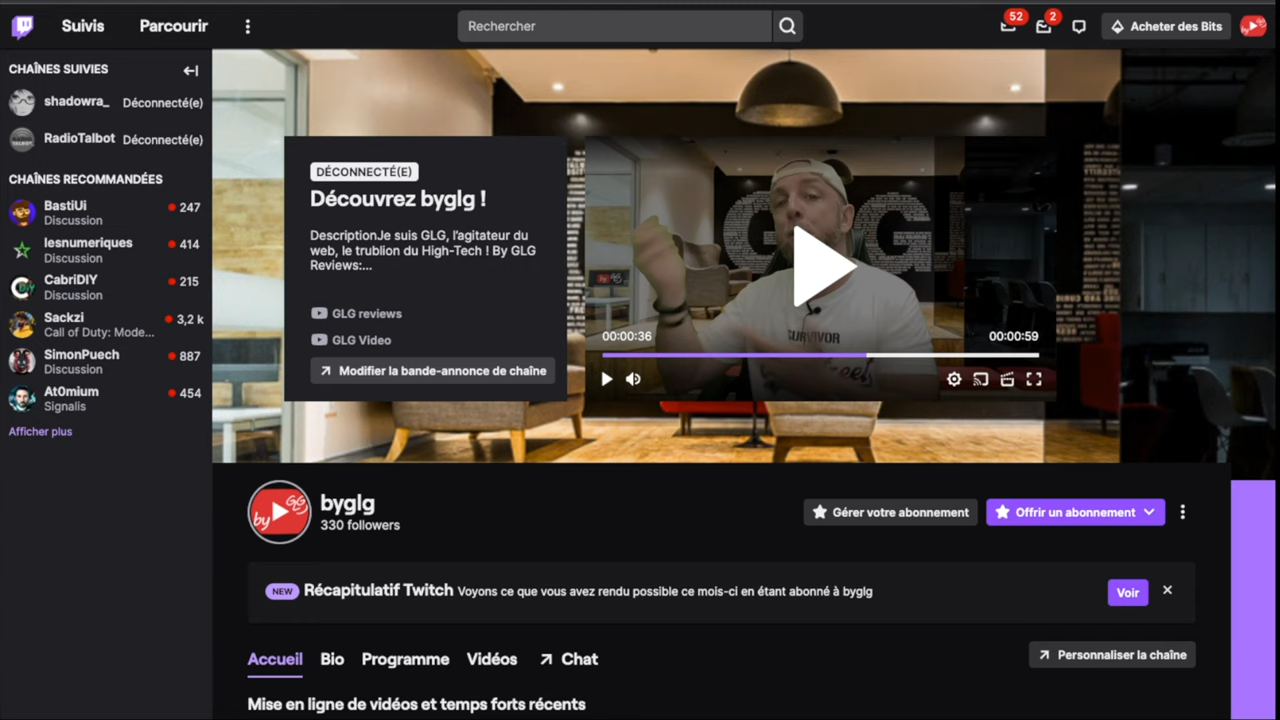 Suivis
Parcourir
Rechercher
52
2
Acheter des Bits
CHAÎNES SUIVIES
shadowra_ Déconnecté(e)
RadioTalbot Déconnecté(e)
CHAÎNES RECOMMANDÉES
BastiUi 247
Discussion
lesnumeriques 414
Discussion
CabriDIY 215
Discussion
Sackzi 3,2 k
Call of Duty: Mode...
SimonPuech 887
Discussion
At0mium 454
Signalis
Afficher plus
DÉCONNECTÉ(E)
Découvrez byglg !
DescriptionJe suis GLG, l'agitateur du
web, le trublion du High-Tech ! By GLG
Reviews:...
GLG reviews
GLG Video
Modifier la bande-annonce de chaîne
GLG
SURVIVOR
00:00:36
00:00:59
by GLG
byglg
330 followers
Gérer votre abonnement
Offrir un abonnement
NEW Récapitulatif Twitch Voyons ce que vous avez rendu possible ce mois-ci en étant abonné à byglg
Voir
Accueil Bio Programme Vidéos Chat
Personnaliser la chaîne
Mise en ligne de vidéos et temps forts récents